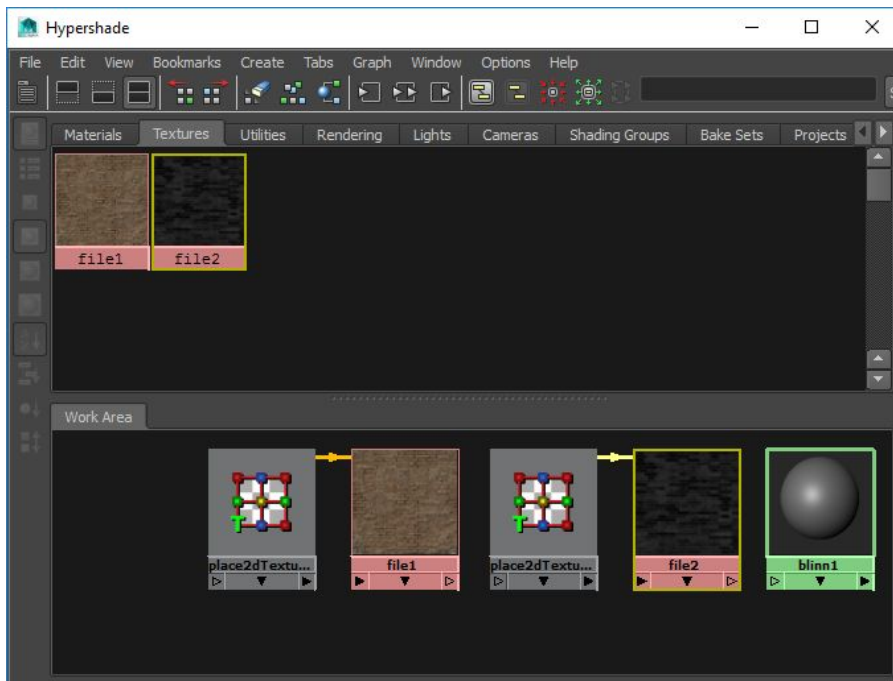 Hypershade
File Edit View Bookmarks Create Tabs Graph Window Options Help
Materials Textures Utilities Rendering Lights Cameras Shading Groups Bake Sets Projects
file1 file2
Work Area
T T
place2dTextu... file1 place2dTextu... file2 blinn1